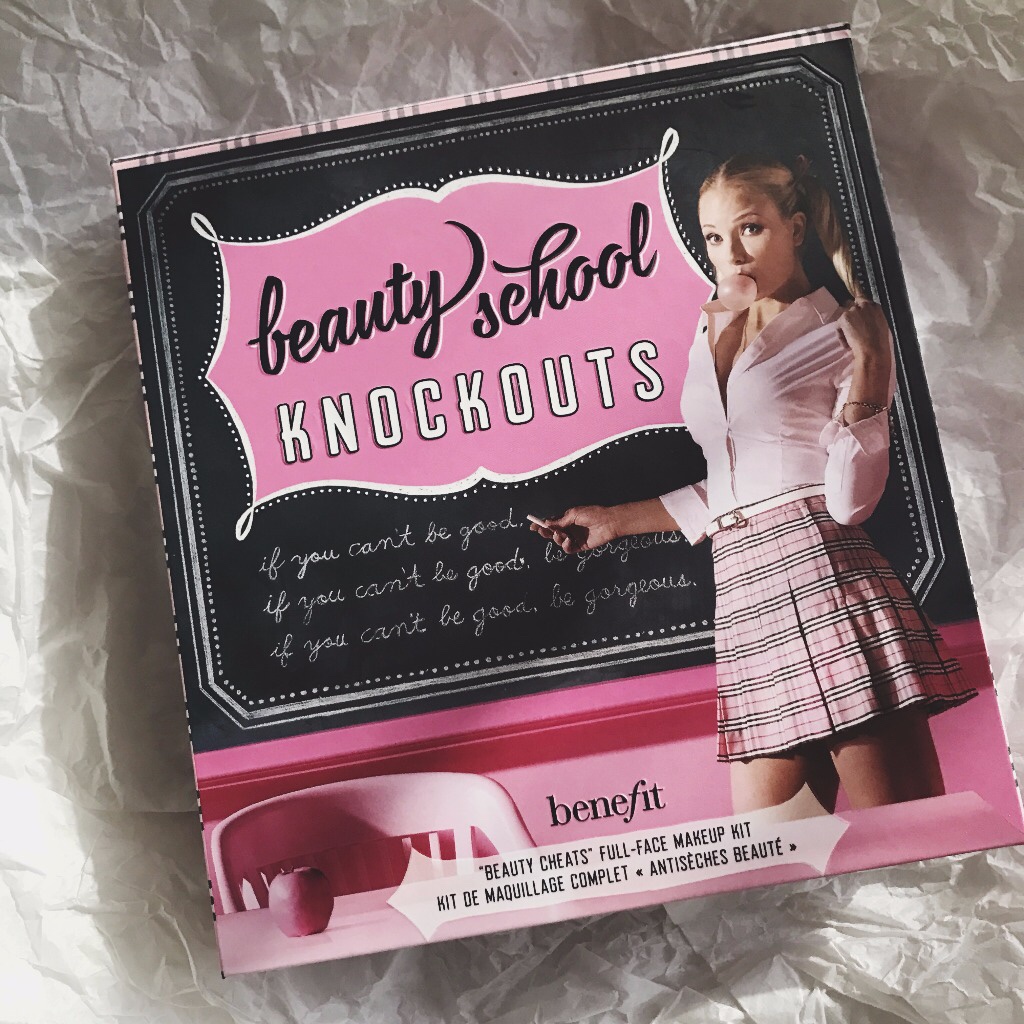 beauty school
KNOCKOUTS
if you can't be good,
if you can't be good, be gorgeous
if you can't be good, be gorgeous.
benefit
"BEAUTY CHEATS" FULL-FACE MAKEUP KIT
KIT DE MAQUILLAGE COMPLET « ANTISÈCHES BEAUTÉ »